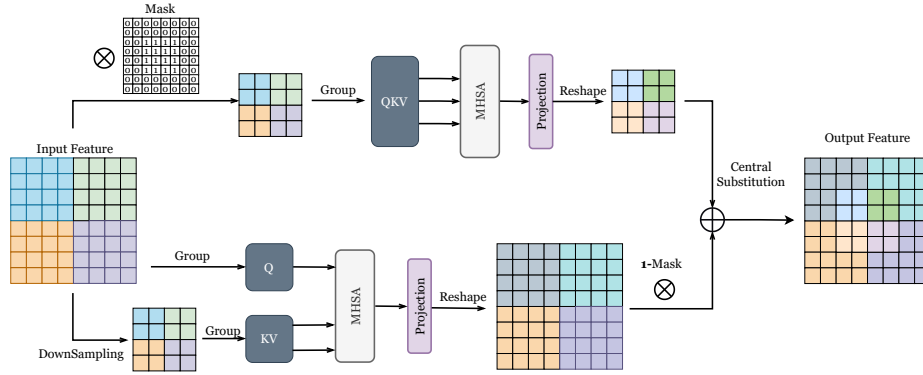 Mask
0 0 0 0 0 0 0 0
0 0 0 0 0 0 0 0
0 0 1 1 1 1 0 0
0 0 1 1 1 1 0 0
0 0 1 1 1 1 0 0
0 0 1 1 1 1 0 0
0 0 0 0 0 0 0 0
0 0 0 0 0 0 0 0
Group
QKV
MHSA
Projection
Reshape
Input Feature
Output Feature
Central
Substitution
Group
Q
MHSA
Projection
Reshape
1-Mask
DownSampling
Group
KV